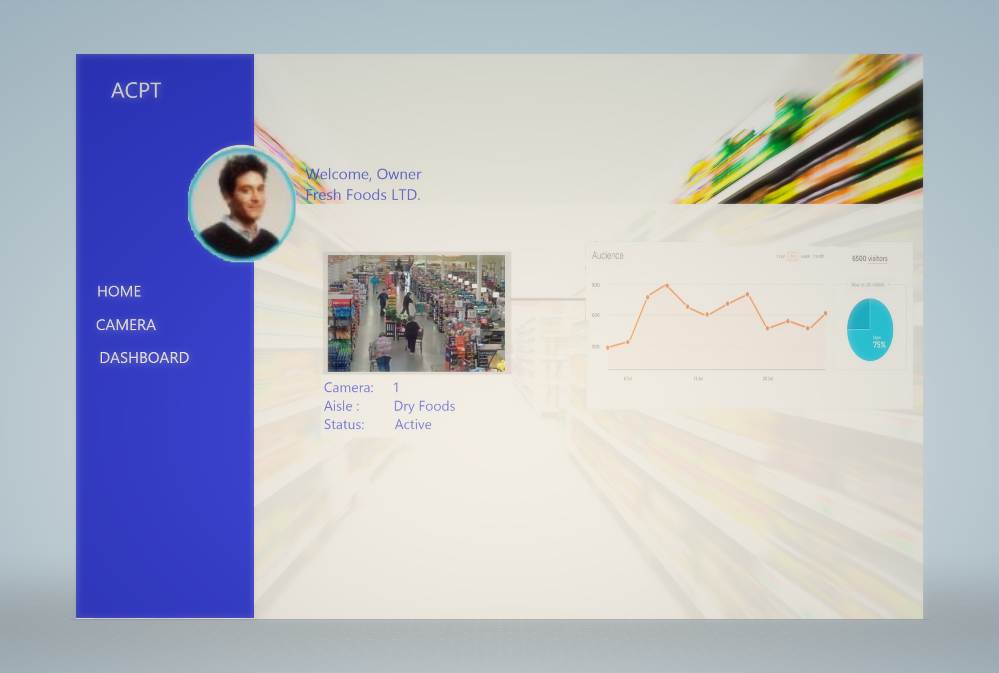 ACPT
Welcome, Owner
Fresh Foods LTD.
HOME
CAMERA
DASHBOARD
Camera: 1
Aisle : Dry Foods
Status: Active
Audience
hour day week month
6500 visitors
New vs old visitors
900
600
300
6 Jul
13 Jul
20 Jul
New
75%